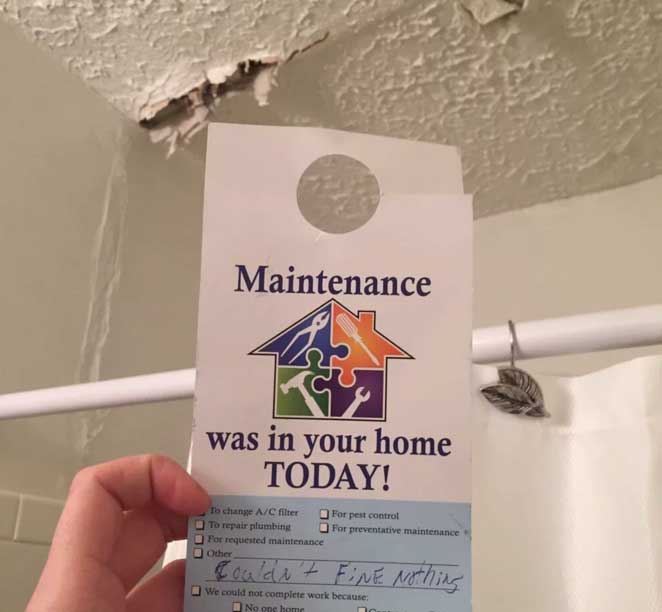 Maintenance
was in your home
TODAY!
☐ To change A/C filter ☐ For pest control
☐ To repair plumbing ☐ For preventative maintenance
☐ For requested maintenance
☐ Other
Couldn't FiNE Nothing
☐ We could not complete work because:
☐ No one home